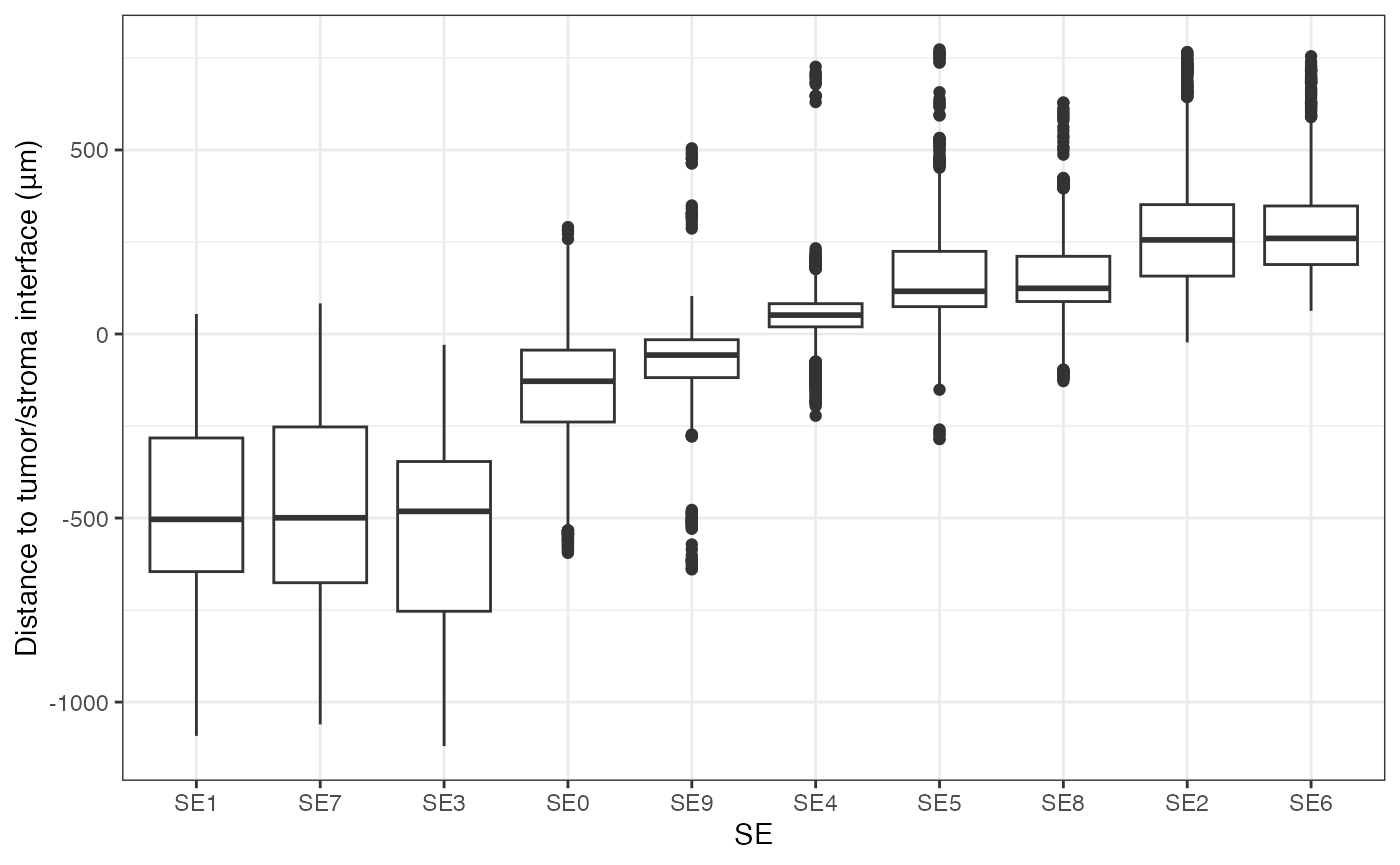 Distance to tumor/stroma interface (μm)
500
0
-500
-1000
SE1 SE7 SE3 SE0 SE9 SE4 SE5 SE8 SE2 SE6
SE